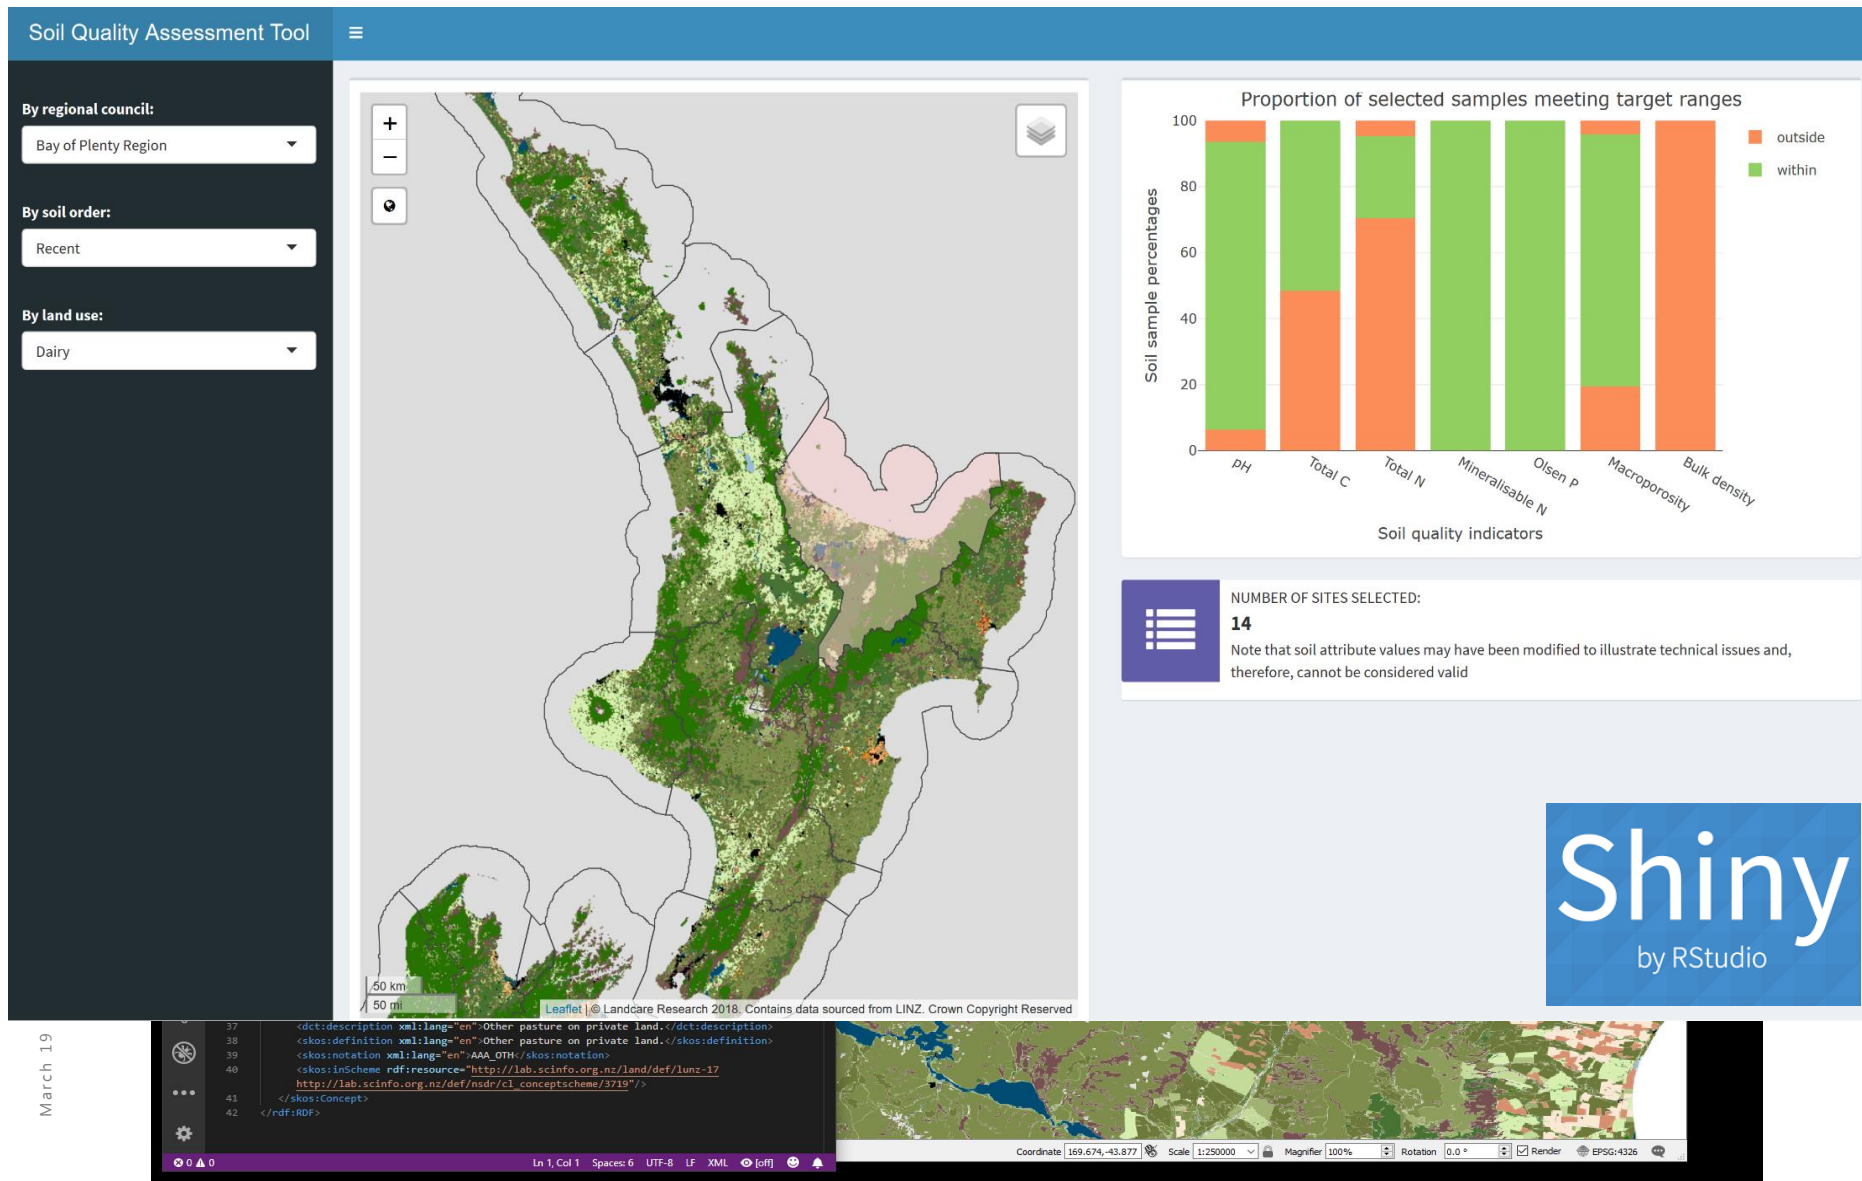 Soil Quality Assessment Tool
By regional council:
Bay of Plenty Region
By soil order:
Recent
By land use:
Dairy
+
−
50 km
50 mi
Leaflet | © Landcare Research 2018. Contains data sourced from LINZ. Crown Copyright Reserved
Proportion of selected samples meeting target ranges
100
80
60
40
20
0
Soil sample percentages
pH
Total C
Total N
Mineralisable N
Olsen P
Macroporosity
Bulk density
Soil quality indicators
outside
within
NUMBER OF SITES SELECTED:
14
Note that soil attribute values may have been modified to illustrate technical issues and,
therefore, cannot be considered valid
Shiny
by RStudio
March 19
37 <dct:description xml:lang="en">Other pasture on private land.</dct:description>
38 <skos:definition xml:lang="en">Other pasture on private land.</skos:definition>
39 <skos:notation xml:lang="en">AAA_OTH</skos:notation>
40 <skos:inScheme rdf:resource="http://lab.scinfo.org.nz/land/def/lunz-17
http://lab.scinfo.org.nz/def/nsdr/cl_conceptscheme/3719"/>
41 </skos:Concept>
42 </rdf:RDF>
0 0 Ln 1, Col 1 Spaces: 6 UTF-8 LF XML [off]
Coordinate 169.674,-43.877 Scale 1:250000 Magnifier 100% Rotation 0.0 ° Render EPSG:4326